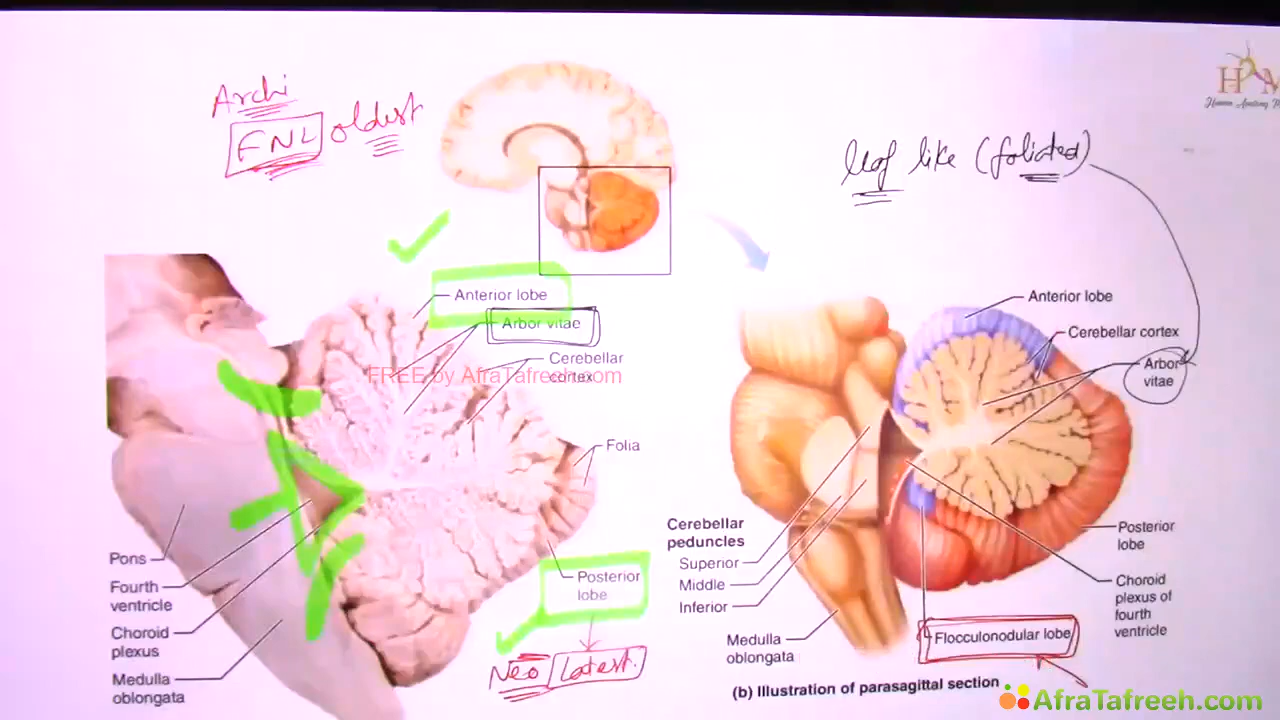 Archi
FNL oldest
leaf like (foliated)
H
Human Anatomy
Anterior lobe
Arbor vitae
Cerebellar
cortex
FREE by AfraTafreeh.com
Folia
Pons
Fourth
ventricle
Choroid
plexus
Medulla
oblongata
Posterior
lobe
Neo latest.
Anterior lobe
Cerebellar cortex
Arbor
vitae
Cerebellar
peduncles
Superior
Middle
Inferior
Medulla
oblongata
Posterior
lobe
Choroid
plexus of
fourth
ventricle
Flocculonodular lobe
(b) Illustration of parasagittal section
AfraTafreeh.com